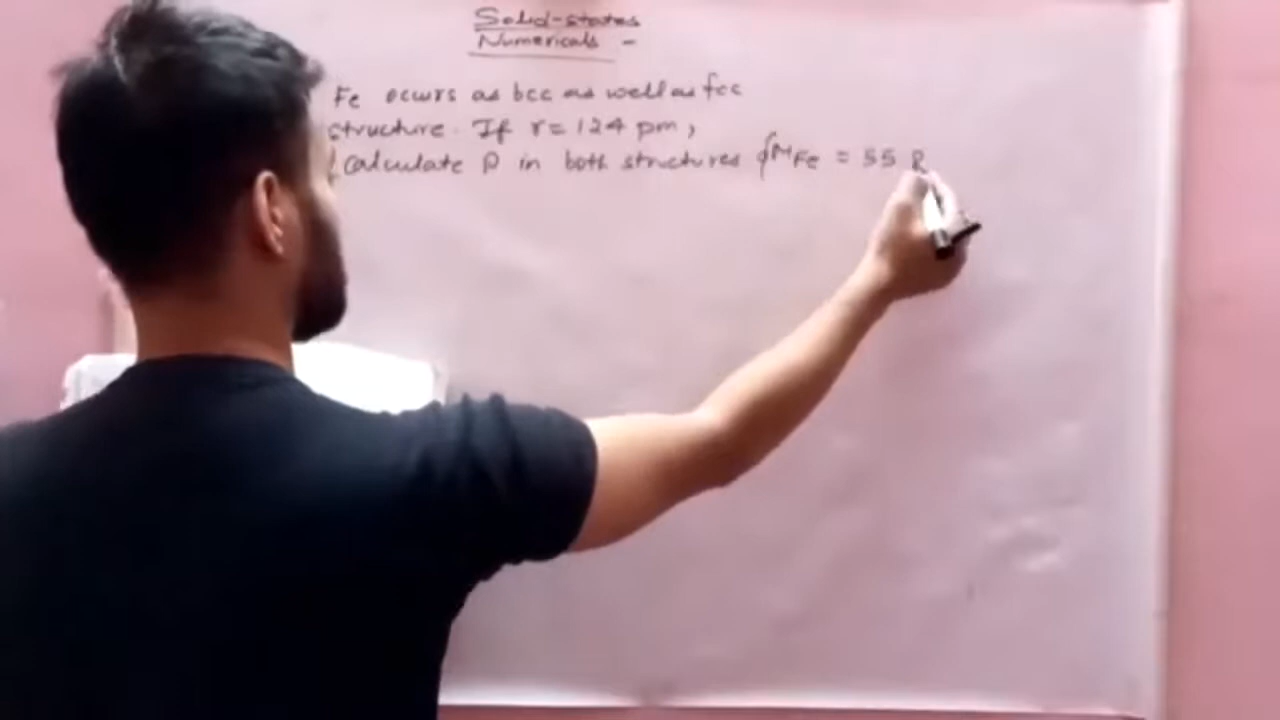 Solid-states
Numericals -
Fe occurs as bcc as well as fcc
structure. If r = 124 pm,
Calculate ρ in both structures of MFe = 55